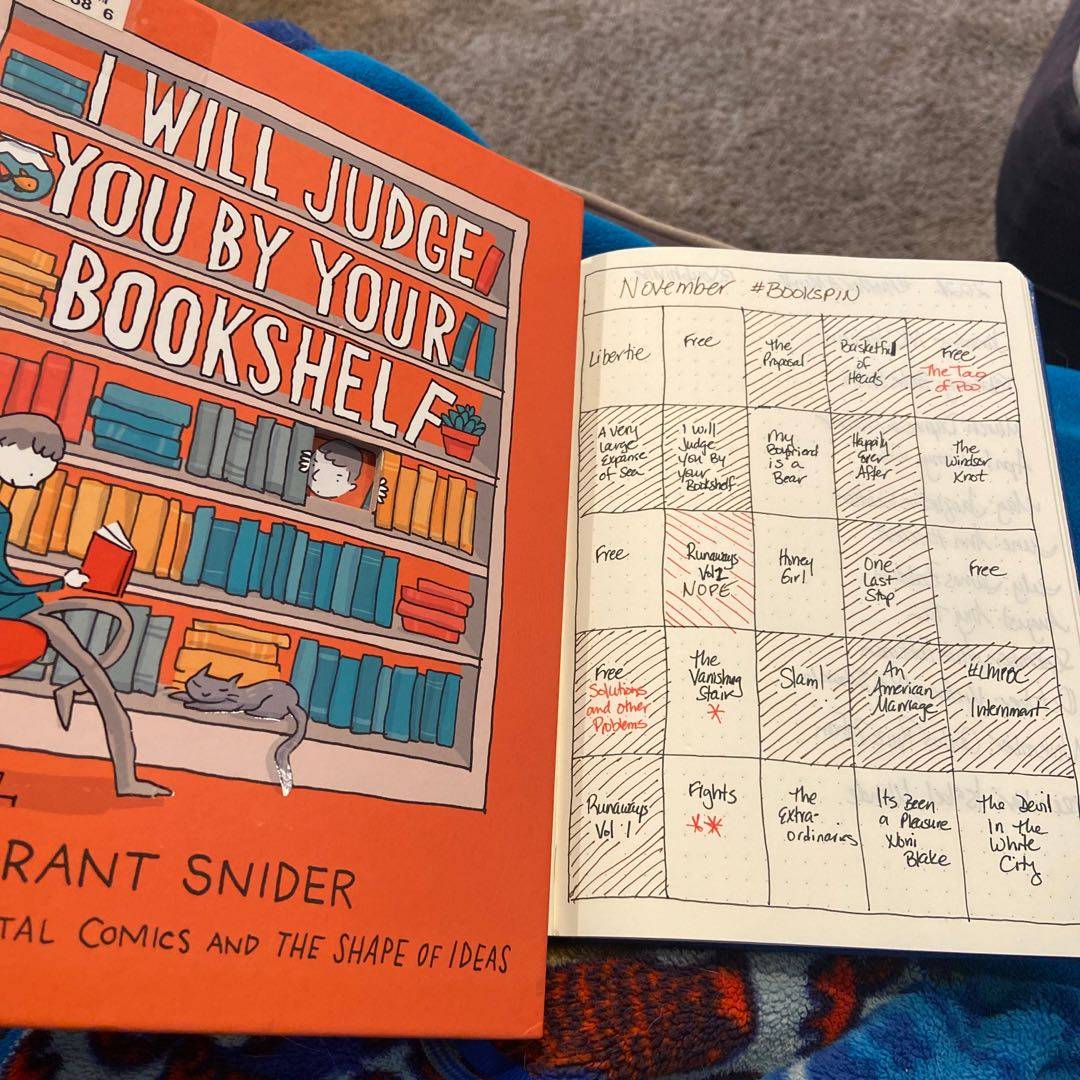 88 6
I WILL JUDGE
YOU BY YOUR
BOOKSHELF
RANT SNIDER
TAL COMICS AND THE SHAPE OF IDEAS
November #BOOKSPIN
Libertie
Free
the
Proposal
Basketful
of
Heads
Free
The Tao
of Poo
A very
Large
Expanse
of Sea
I will
Judge
You By
your
Bookshelf
My
Boyfriend
is a
Bear
Happily
Ever
After
The
Windsor
Knot
Free
Runaways
Vol 2
NOPE
Honey
Girl
One
Last
Stop
Free
Free
Solutions
and other
Problems
the
Vanishing
Stair
*
Slam!
An
American
Marriage
#LMPBC
Internment
Runaways
Vol 1
Fights
**
the
Extra-
ordinaries
Its Been
a Pleasure
Noni
Blake
the Devil
In the
White
City